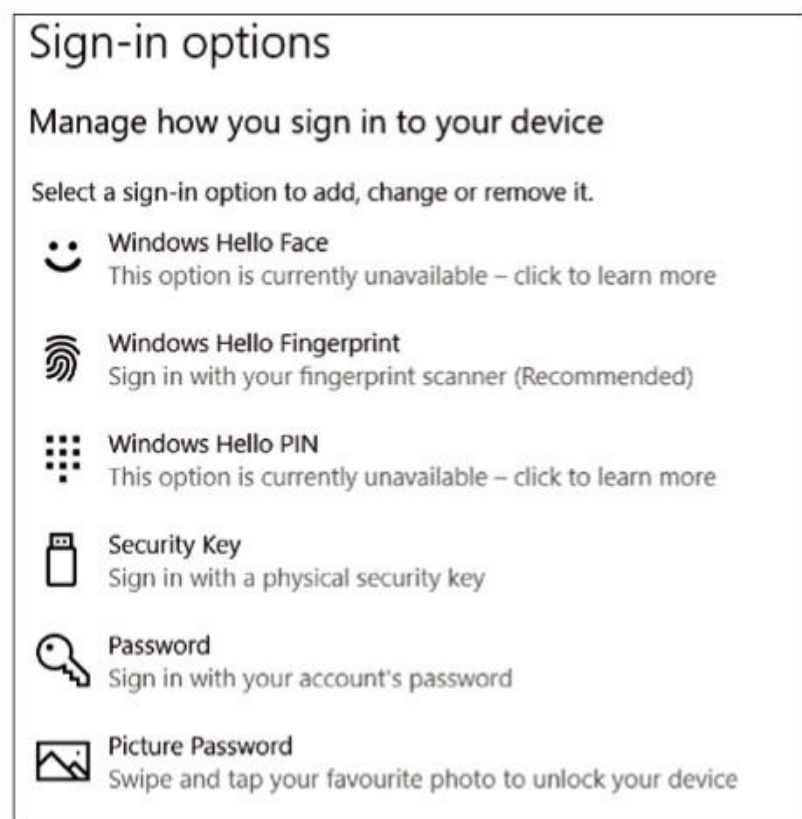 Sign-in options
Manage how you sign in to your device
Select a sign-in option to add, change or remove it.
Windows Hello Face
This option is currently unavailable – click to learn more
Windows Hello Fingerprint
Sign in with your fingerprint scanner (Recommended)
Windows Hello PIN
This option is currently unavailable – click to learn more
Security Key
Sign in with a physical security key
Password
Sign in with your account's password
Picture Password
Swipe and tap your favourite photo to unlock your device